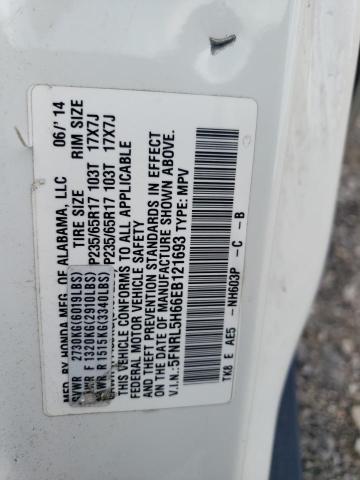 MFD. BY HONDA MFG. OF ALABAMA, LLC 06/'14
TIRE SIZE RIM SIZE
GVWR 2730KG(6019LBS)
GAWR F 1320KG(2910LBS) P235/65R17 103T 17X7J
GAWR R 1515KG(3340LBS) P235/65R17 103T 17X7J
THIS VEHICLE CONFORMS TO ALL APPLICABLE
FEDERAL MOTOR VEHICLE SAFETY AND THEFT PREVENTION STANDARDS IN EFFECT
ON THE DATE OF MANUFACTURE SHOWN ABOVE.
V.I.N.: 5FNRL5H66EB121693 TYPE: MPV
TK8 E AE5 - NH603P - C - B